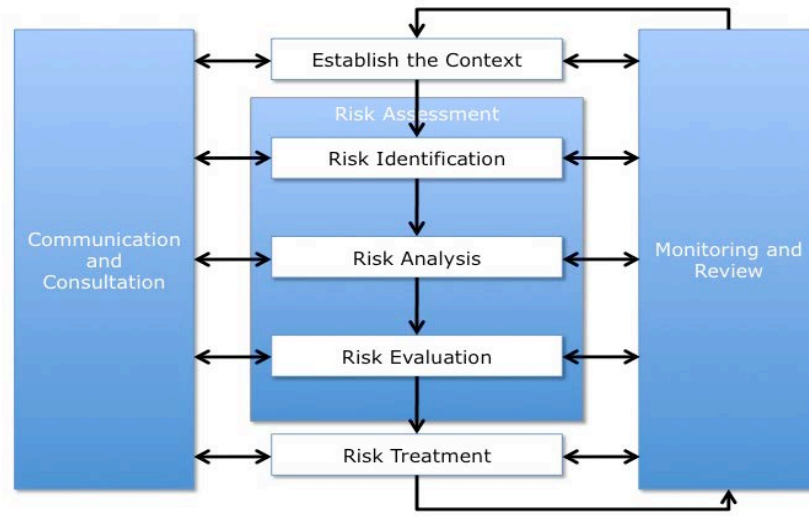 Establish the Context
Risk Assessment
Risk Identification
Communication
and
Consultation
Risk Analysis
Monitoring and
Review
Risk Evaluation
Risk Treatment